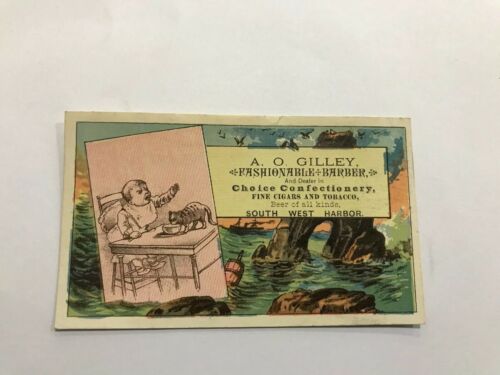 A. O. GILLEY,
FASHIONABLE BARBER,
And Dealer in
Choice Confectionery,
FINE CIGARS AND TOBACCO,
Beer of all kinds,
SOUTH WEST HARBOR.